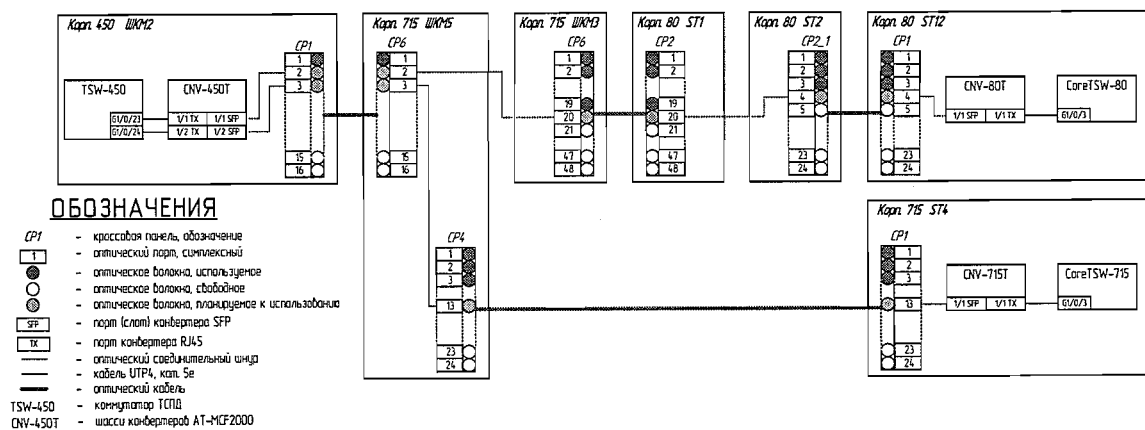 Корп. 450 ШКМ2
CP1
1
2
3
15
16
TSW-450
G1/0/23
G1/0/24
CNV-450T
1/1 TX
1/1 SFP
1/2 TX
1/2 SFP
Корп. 715 ШКМ5
CP6
1
2
3
15
16
CP4
1
2
3
13
23
24
Корп. 715 ШКМ3
CP6
1
2
19
20
21
47
48
Корп. 80 ST1
CP2
1
2
19
20
21
47
48
Корп. 80 ST2
CP2_1
1
2
3
4
5
23
24
Корп. 80 ST12
CP1
1
2
3
4
5
23
24
CNV-80T
1/1 SFP
1/1 TX
CoreTSW-80
G1/0/3
Корп. 715 ST4
CP1
1
2
3
13
23
24
CNV-715T
1/1 SFP
1/1 TX
CoreTSW-715
G1/0/3
ОБОЗНАЧЕНИЯ
CP1 - кроссовая панель, обозначение
1 - оптический порт, симплексный
- оптическое волокно, используемое
- оптическое волокно, свободное
- оптическое волокно, планируемое к использованию
SFP - порт (слот) конвертера SFP
TX - порт конвертера RJ45
- оптический соединительный шнур
- кабель UTP4, кат. 5е
- оптический кабель
TSW-450 - коммутатор ТСПД
CNV-450T - шасси конвертеров AT-MCF2000